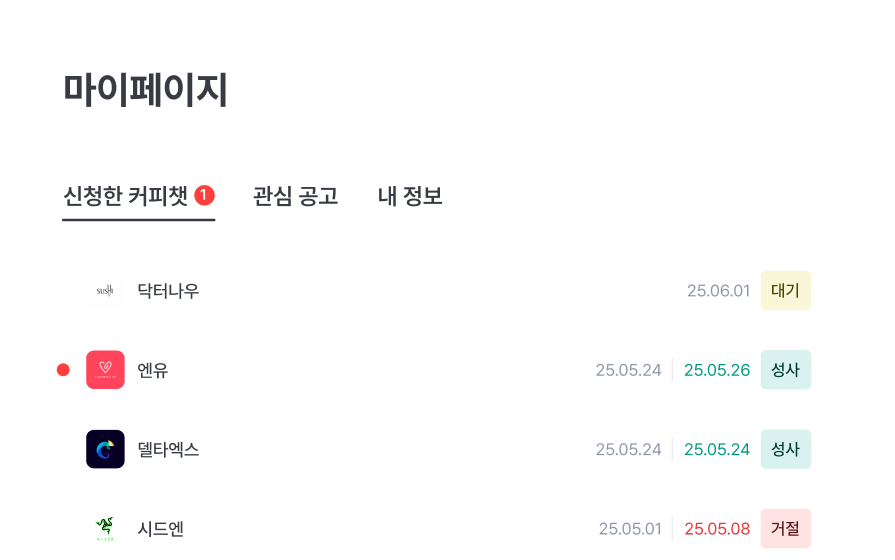 마이페이지
신청한 커피챗 1 관심 공고 내 정보
SUSHI 닥터나우 25.06.01 대기
엔유 25.05.24 25.05.26 성사
델타엑스 25.05.24 25.05.24 성사
시드엔 25.05.01 25.05.08 거절
RAZER